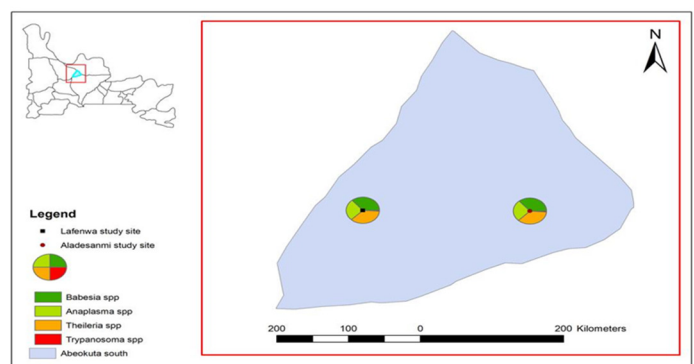 N
Legend
Lafenwa study site
Aladesanmi study site
Babesia spp
Anaplasma spp
Theileria spp
Trypanosoma spp
Abeokuta south
200 100 0 200 Kilometers